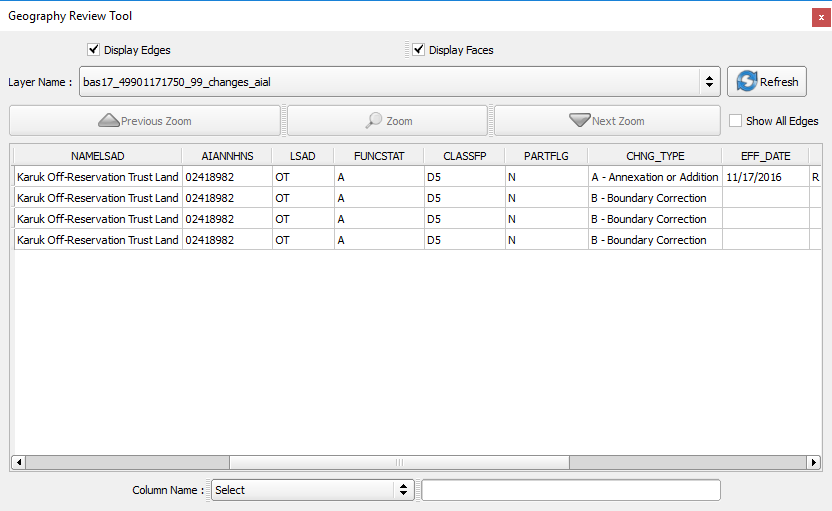 Geography Review Tool
x
Display Edges Display Faces
Layer Name : bas17_49901171750_99_changes_aial Refresh
Previous Zoom Zoom Next Zoom Show All Edges
NAMELSAD AIANNHNS LSAD FUNCSTAT CLASSFP PARTFLG CHNG_TYPE EFF_DATE
Karuk Off-Reservation Trust Land 02418982 OT A D5 N A - Annexation or Addition 11/17/2016 R
Karuk Off-Reservation Trust Land 02418982 OT A D5 N B - Boundary Correction
Karuk Off-Reservation Trust Land 02418982 OT A D5 N B - Boundary Correction
Karuk Off-Reservation Trust Land 02418982 OT A D5 N B - Boundary Correction
Column Name : Select